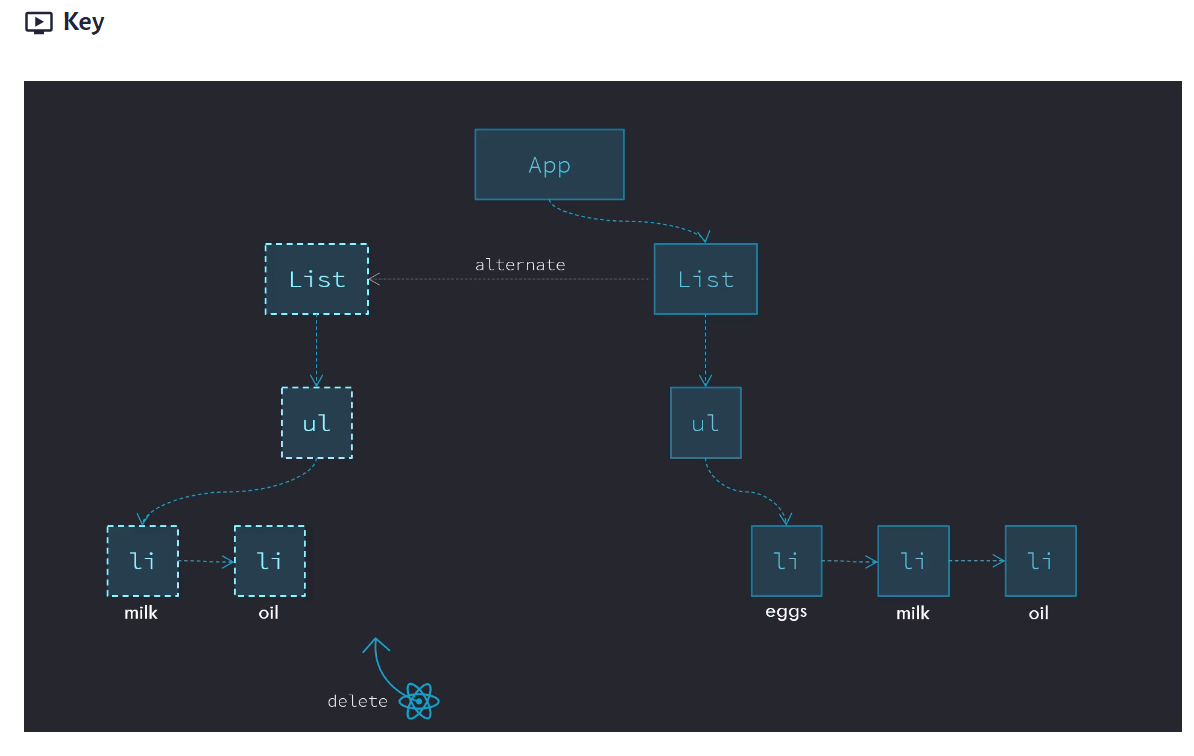 Key
App
List
alternate
List
ul
ul
li
li
li
li
li
milk
oil
eggs
milk
oil
delete